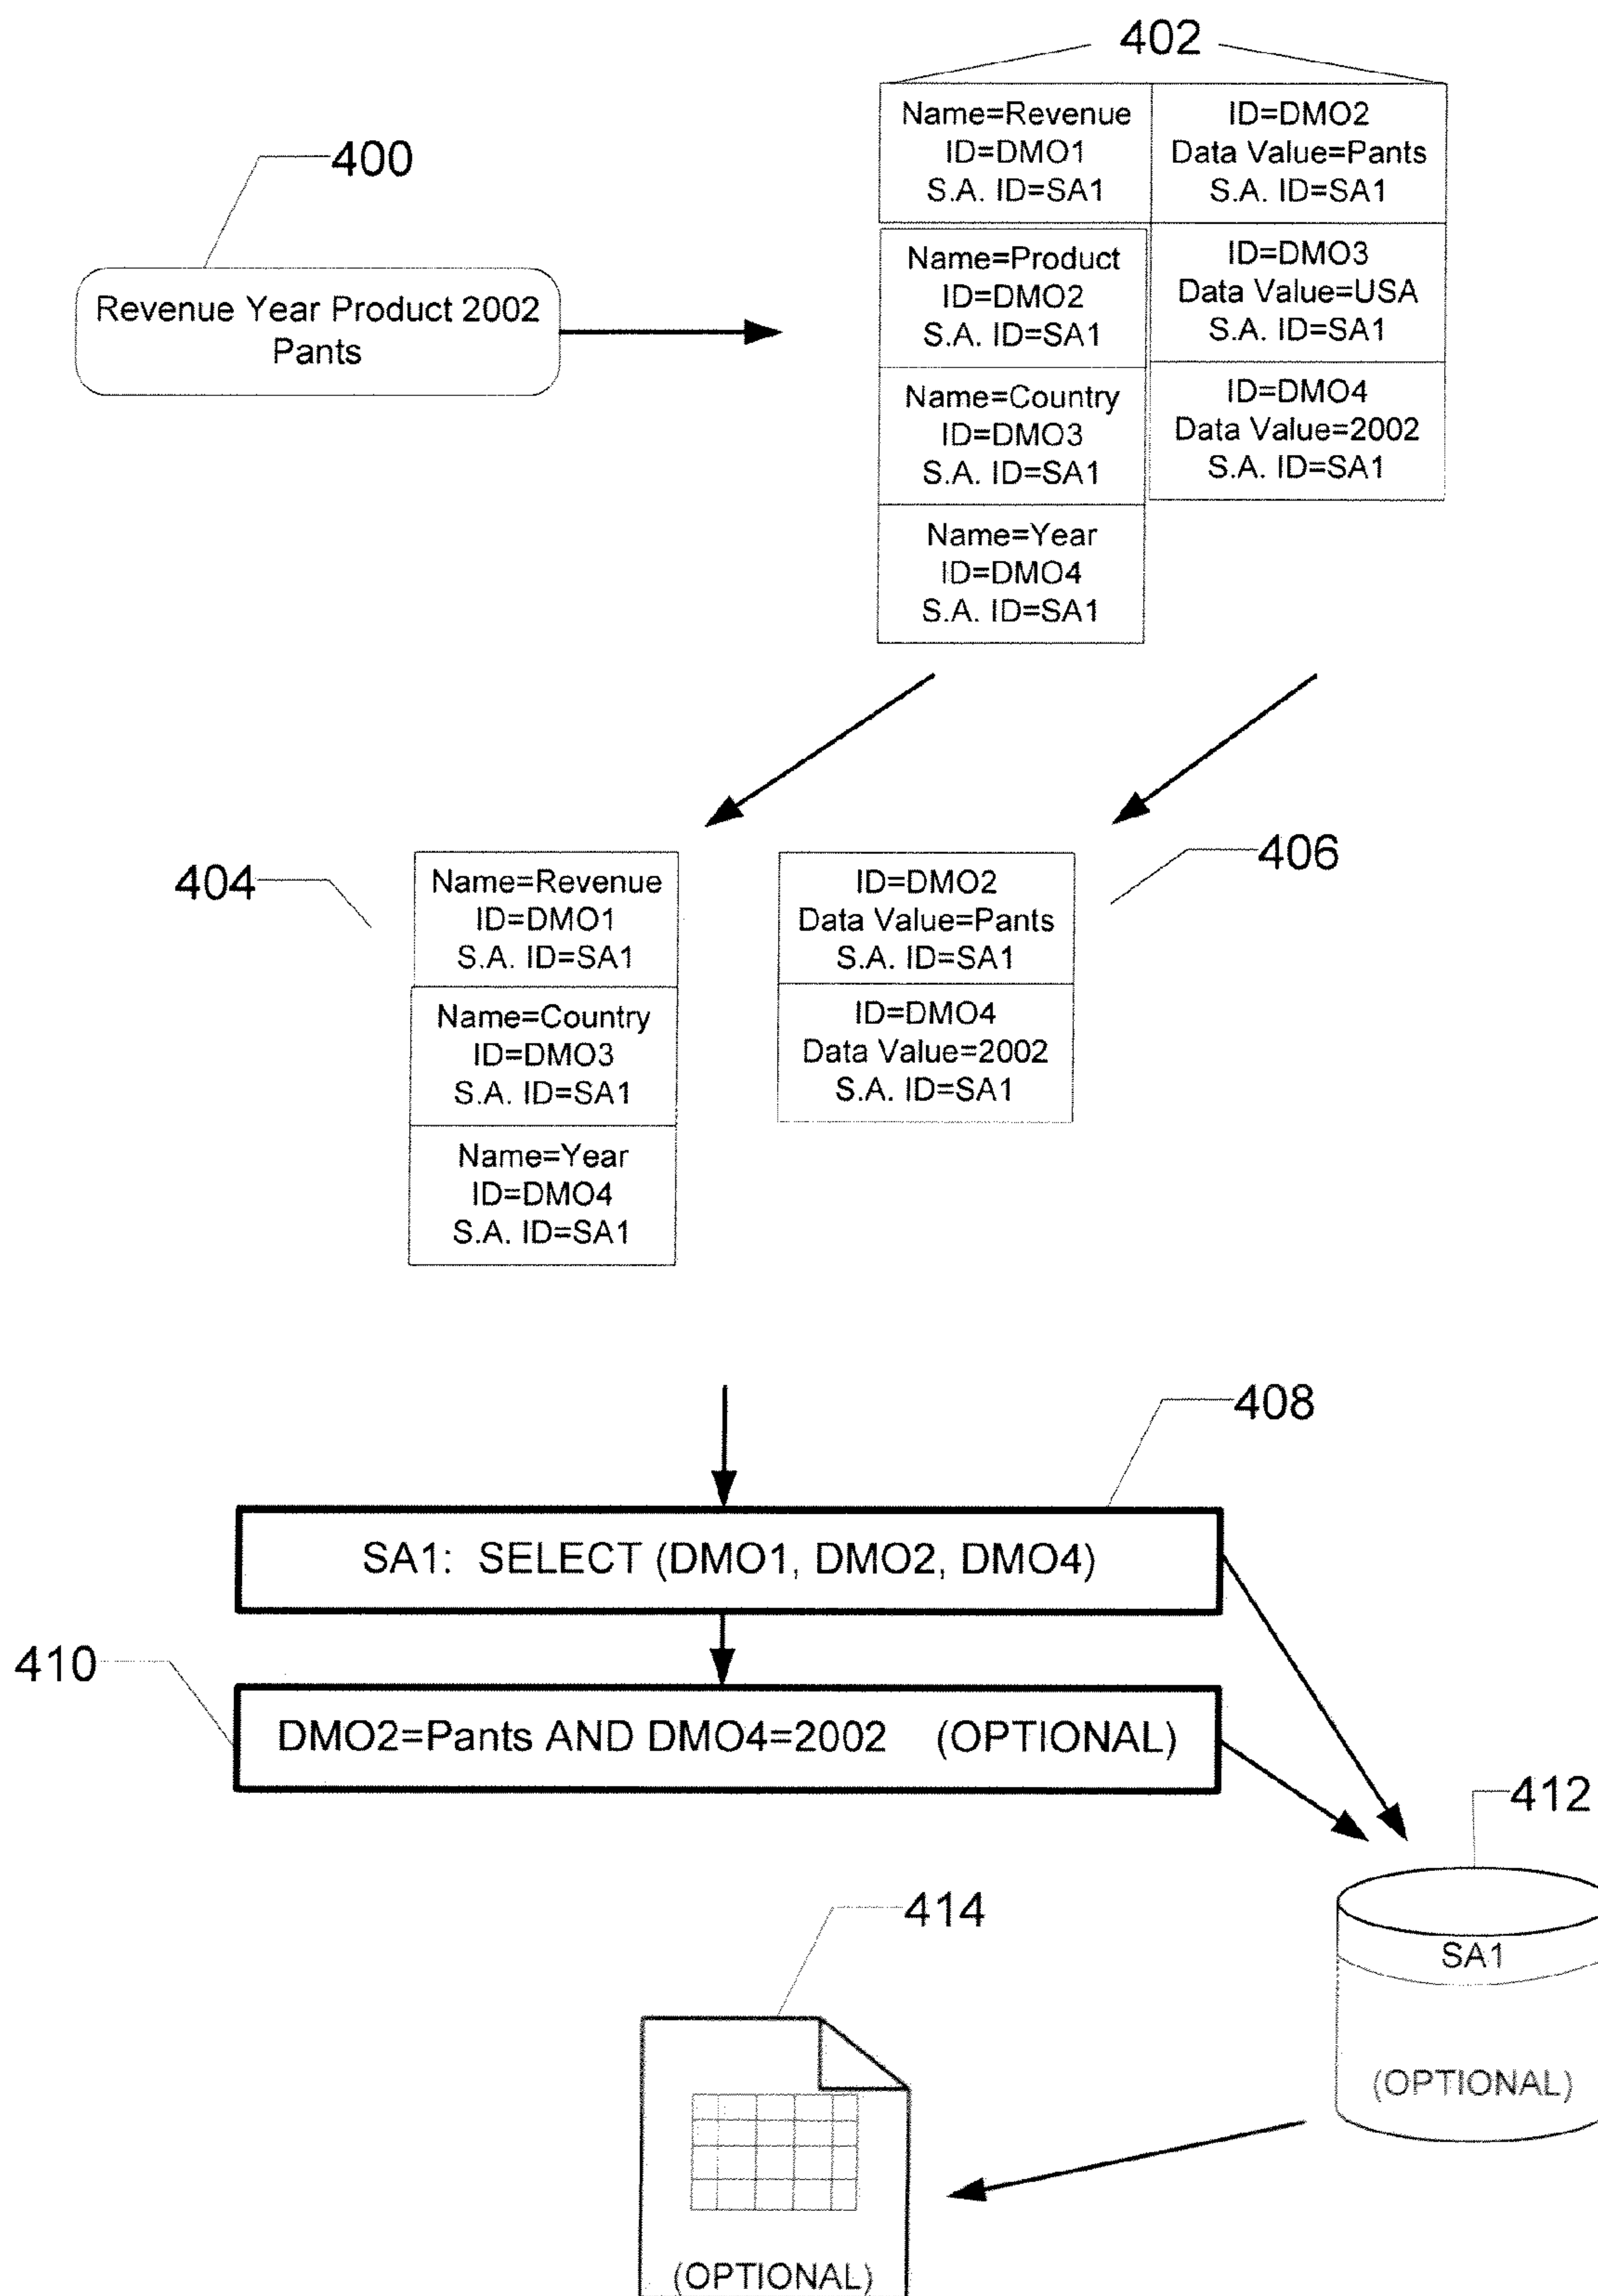 402
400
Revenue Year Product 2002
Pants
Name=Revenue
ID=DMO1
S.A. ID=SA1
Name=Product
ID=DMO2
S.A. ID=SA1
Name=Country
ID=DMO3
S.A. ID=SA1
Name=Year
ID=DMO4
S.A. ID=SA1
ID=DMO2
Data Value=Pants
S.A. ID=SA1
ID=DMO3
Data Value=USA
S.A. ID=SA1
ID=DMO4
Data Value=2002
S.A. ID=SA1
404
Name=Revenue
ID=DMO1
S.A. ID=SA1
Name=Country
ID=DMO3
S.A. ID=SA1
Name=Year
ID=DMO4
S.A. ID=SA1
406
ID=DMO2
Data Value=Pants
S.A. ID=SA1
ID=DMO4
Data Value=2002
S.A. ID=SA1
408
SA1: SELECT (DMO1, DMO2, DMO4)
410
DMO2=Pants AND DMO4=2002 (OPTIONAL)
412
SA1
(OPTIONAL)
414
(OPTIONAL)